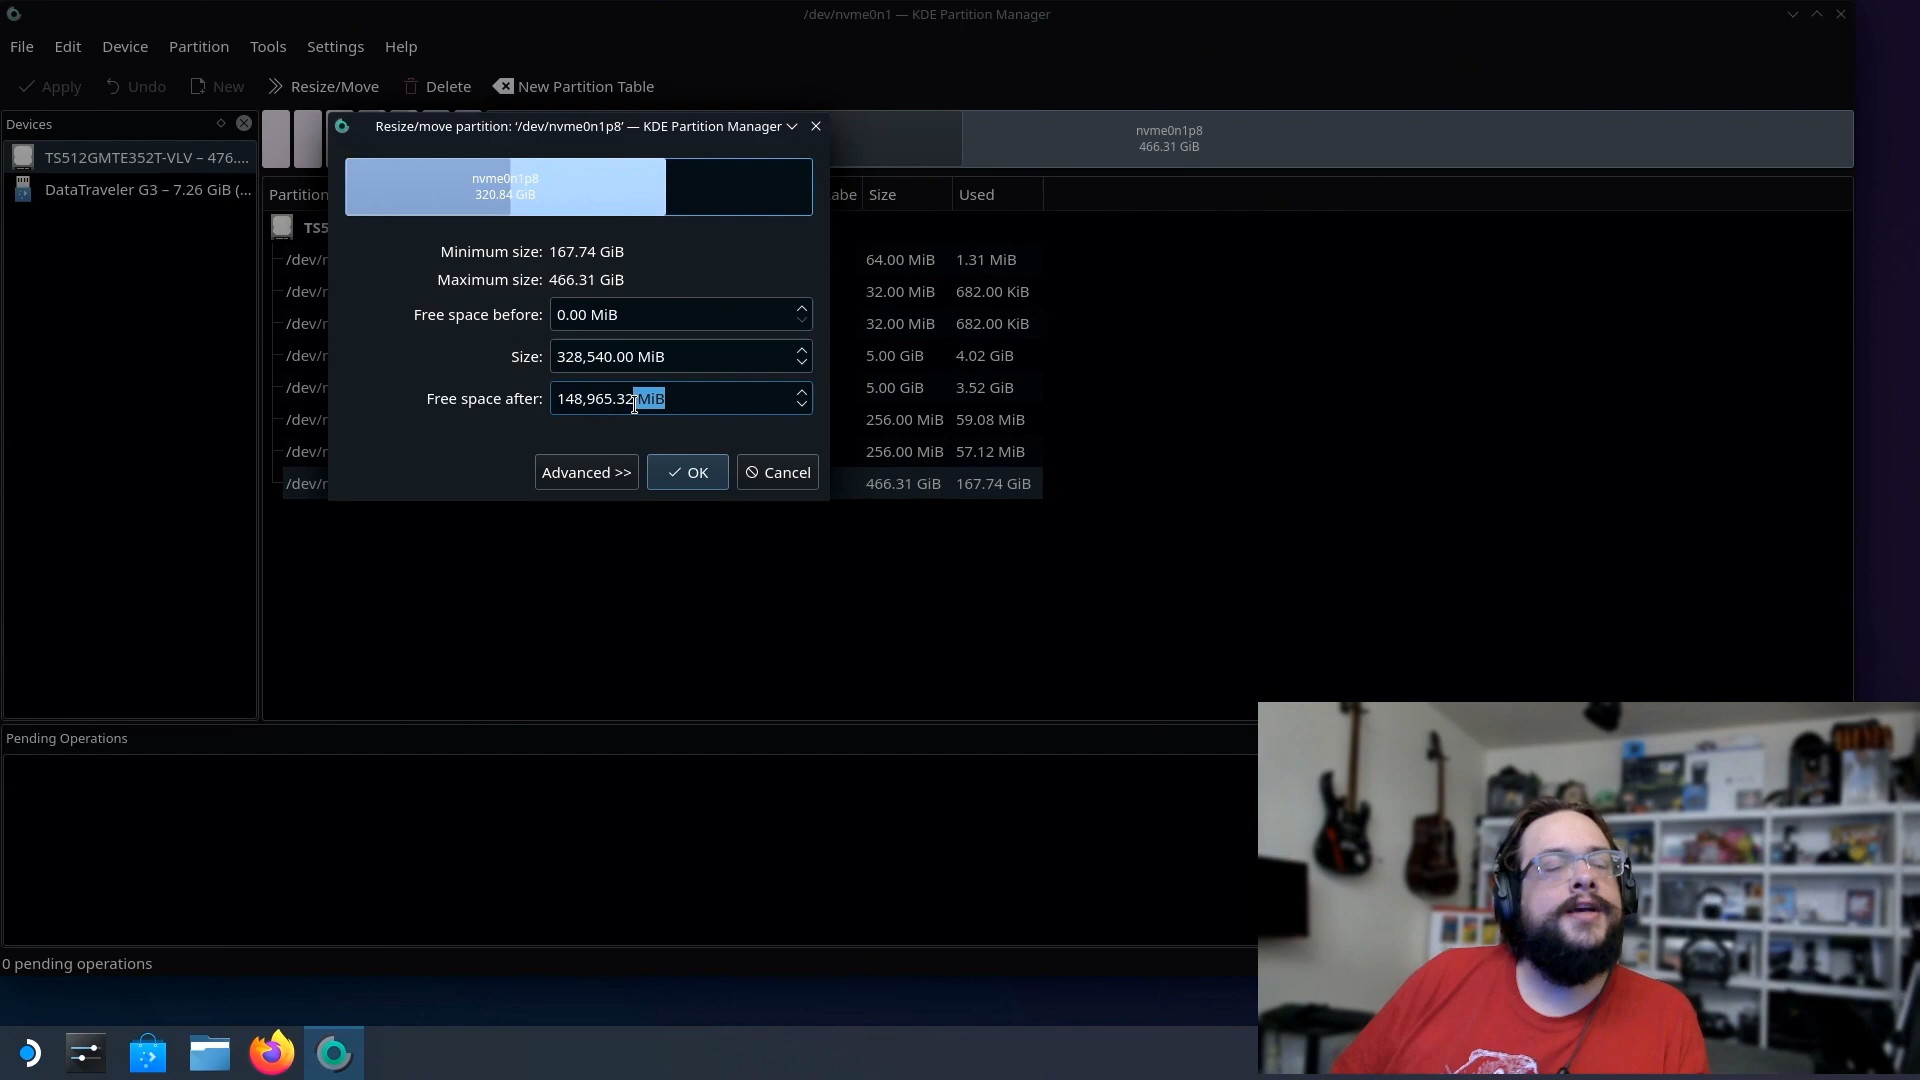 /dev/nvme0n1 — KDE Partition Manager
File Edit Device Partition Tools Settings Help
Apply Undo New Resize/Move Delete New Partition Table
Devices
TS512GMTE352T-VLV – 476....
DataTraveler G3 – 7.26 GiB (...
nvme0n1p8
466.31 GiB
Partition
abe Size Used
TS5
/dev/n 64.00 MiB 1.31 MiB
/dev/n 32.00 MiB 682.00 KiB
/dev/n 32.00 MiB 682.00 KiB
/dev/n 5.00 GiB 4.02 GiB
/dev/n 5.00 GiB 3.52 GiB
/dev/n 256.00 MiB 59.08 MiB
/dev/n 256.00 MiB 57.12 MiB
/dev/n 466.31 GiB 167.74 GiB
Resize/move partition: ‘/dev/nvme0n1p8’ — KDE Partition Manager
nvme0n1p8
320.84 GiB
Minimum size: 167.74 GiB
Maximum size: 466.31 GiB
Free space before: 0.00 MiB
Size: 328,540.00 MiB
Free space after: 148,965.32 MiB
Advanced >> OK Cancel
Pending Operations
0 pending operations